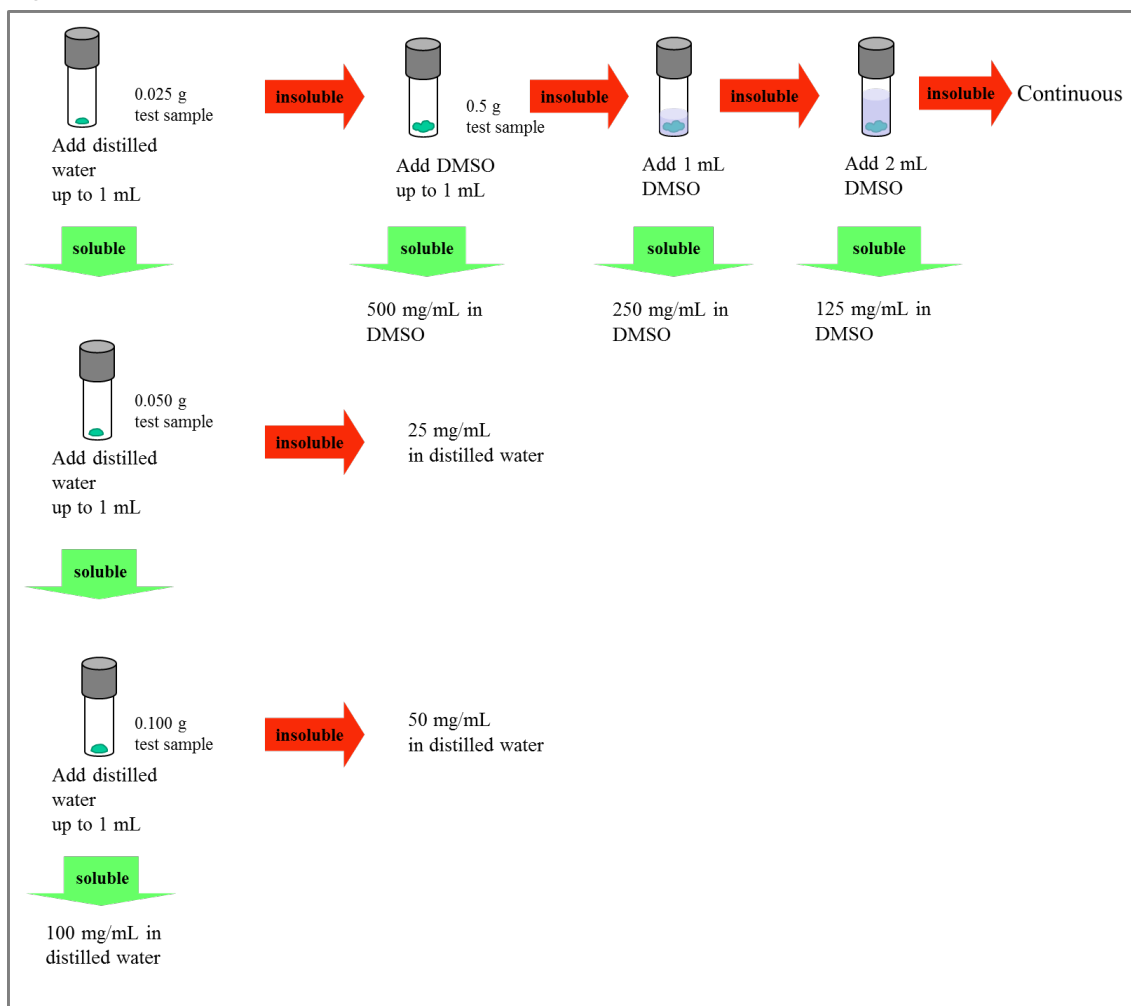 0.025 g
test sample
Add distilled
water
up to 1 mL
insoluble
0.5 g
test sample
Add DMSO
up to 1 mL
insoluble
Add 1 mL
DMSO
insoluble
Add 2 mL
DMSO
insoluble
Continuous
soluble
soluble
soluble
soluble
500 mg/mL in
DMSO
250 mg/mL in
DMSO
125 mg/mL in
DMSO
0.050 g
test sample
Add distilled
water
up to 1 mL
insoluble
25 mg/mL
in distilled water
soluble
0.100 g
test sample
Add distilled
water
up to 1 mL
insoluble
50 mg/mL
in distilled water
soluble
100 mg/mL in
distilled water